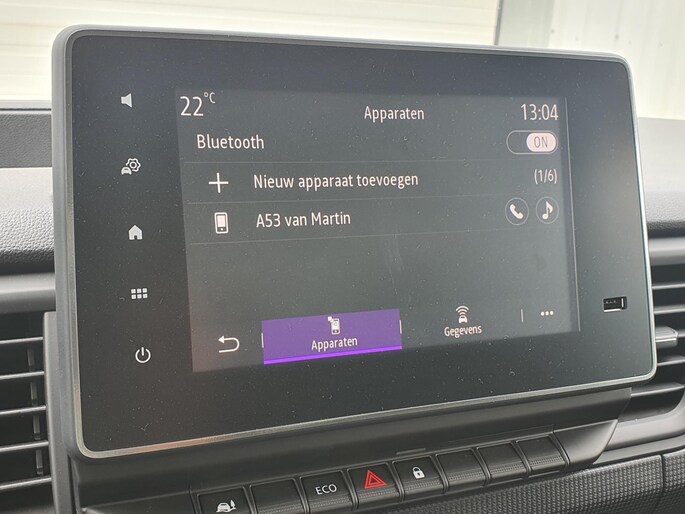 22°C
Apparaten
13:04
Bluetooth
ON
Nieuw apparaat toevoegen
(1/6)
A53 van Martin
Apparaten
Gegevens
ECO